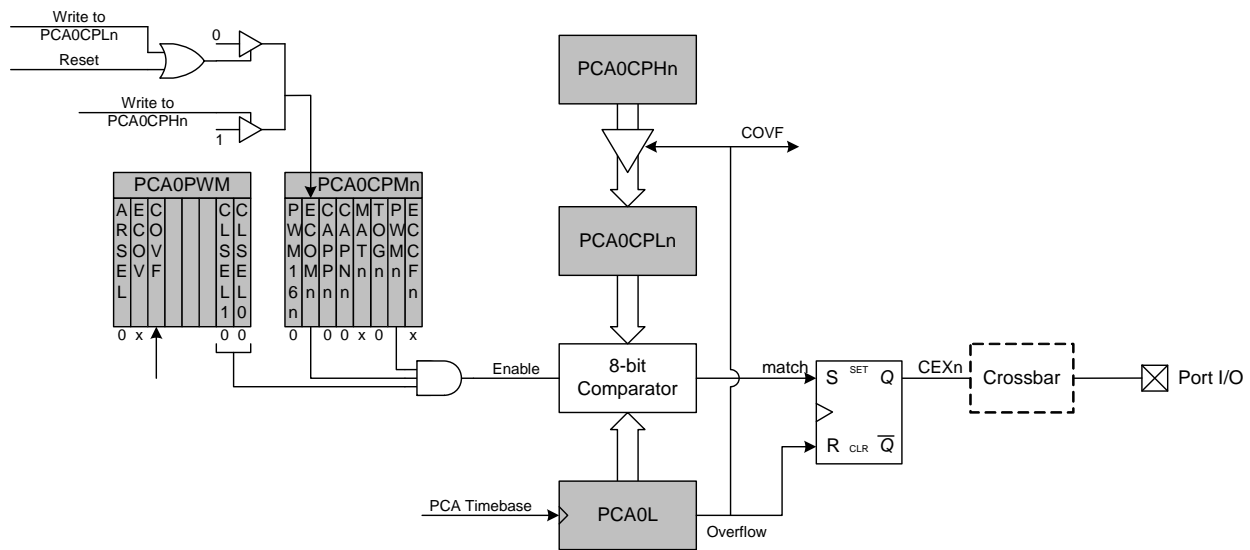 Write to
PCA0CPLn
Reset
0
Write to
PCA0CPHn
1
PCA0CPHn
COVF
PCA0PWM
ARSEL
ECOV
COVF
CLSEL1
CLSEL0
0 x 0 0
PCA0CPMn
PWM16n
ECOMn
CAPPn
CAPNn
MATn
TOGn
PWMn
ECCFn
0 0 0 x 0 x
PCA0CPLn
Enable
8-bit
Comparator
match
S SET Q
R CLR Q
CEXn
Crossbar
Port I/O
PCA Timebase
PCA0L
Overflow